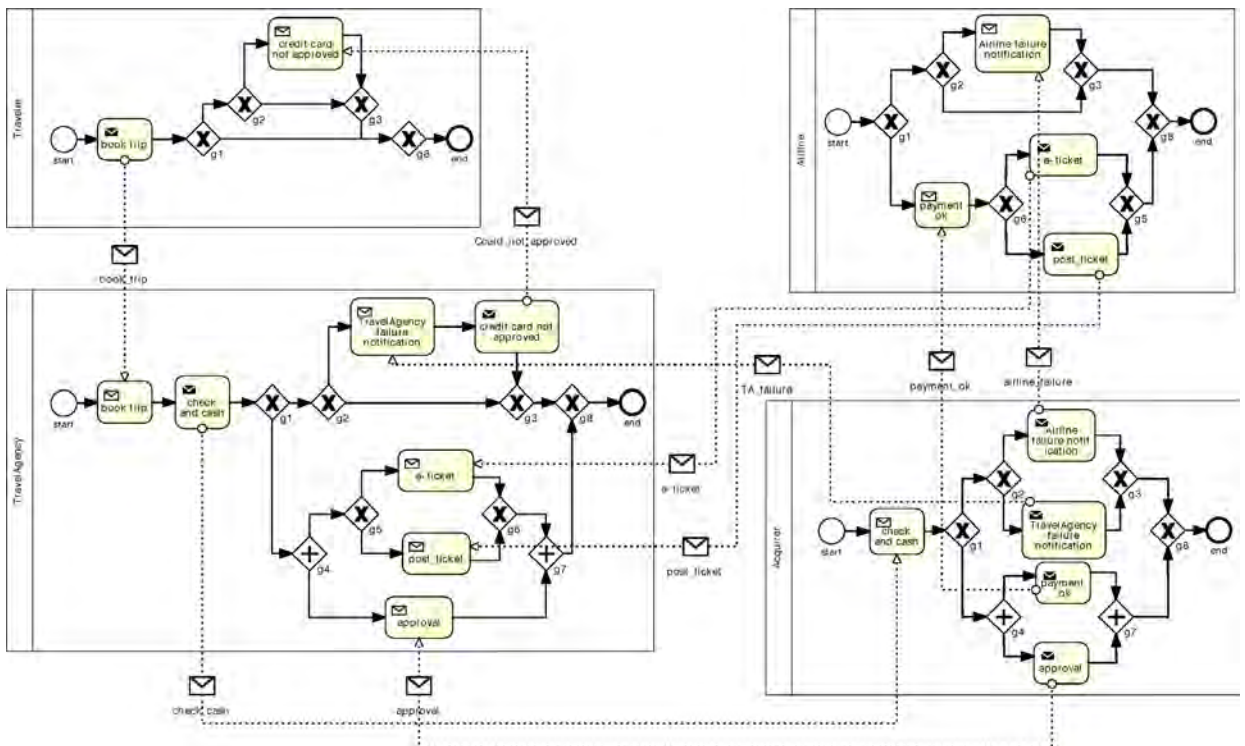 Traveler
start
book trip
g1
g2
credit card
not approved
g3
g8
end
book_trip
Ccard_not_approved
Airline
start
g1
g2
Airline failure
notification
g3
payment
ok
g6
e-ticket
post_ticket
g5
g8
end
TravelAgency
start
book trip
check
and cash
g1
g2
TravelAgency
failure
notification
credit card not
approved
g3
g8
end
g4
g5
e-ticket
post_ticket
g6
approval
g7
TA_failure
payment_ok
airline_failure
e-ticket
post_ticket
check_cash
approval
Acquirer
start
check
and cash
g1
g2
Airline
failure notif
ication
TravelAgency
failure
notification
g3
g4
payment
ok
approval
g7
g8
end